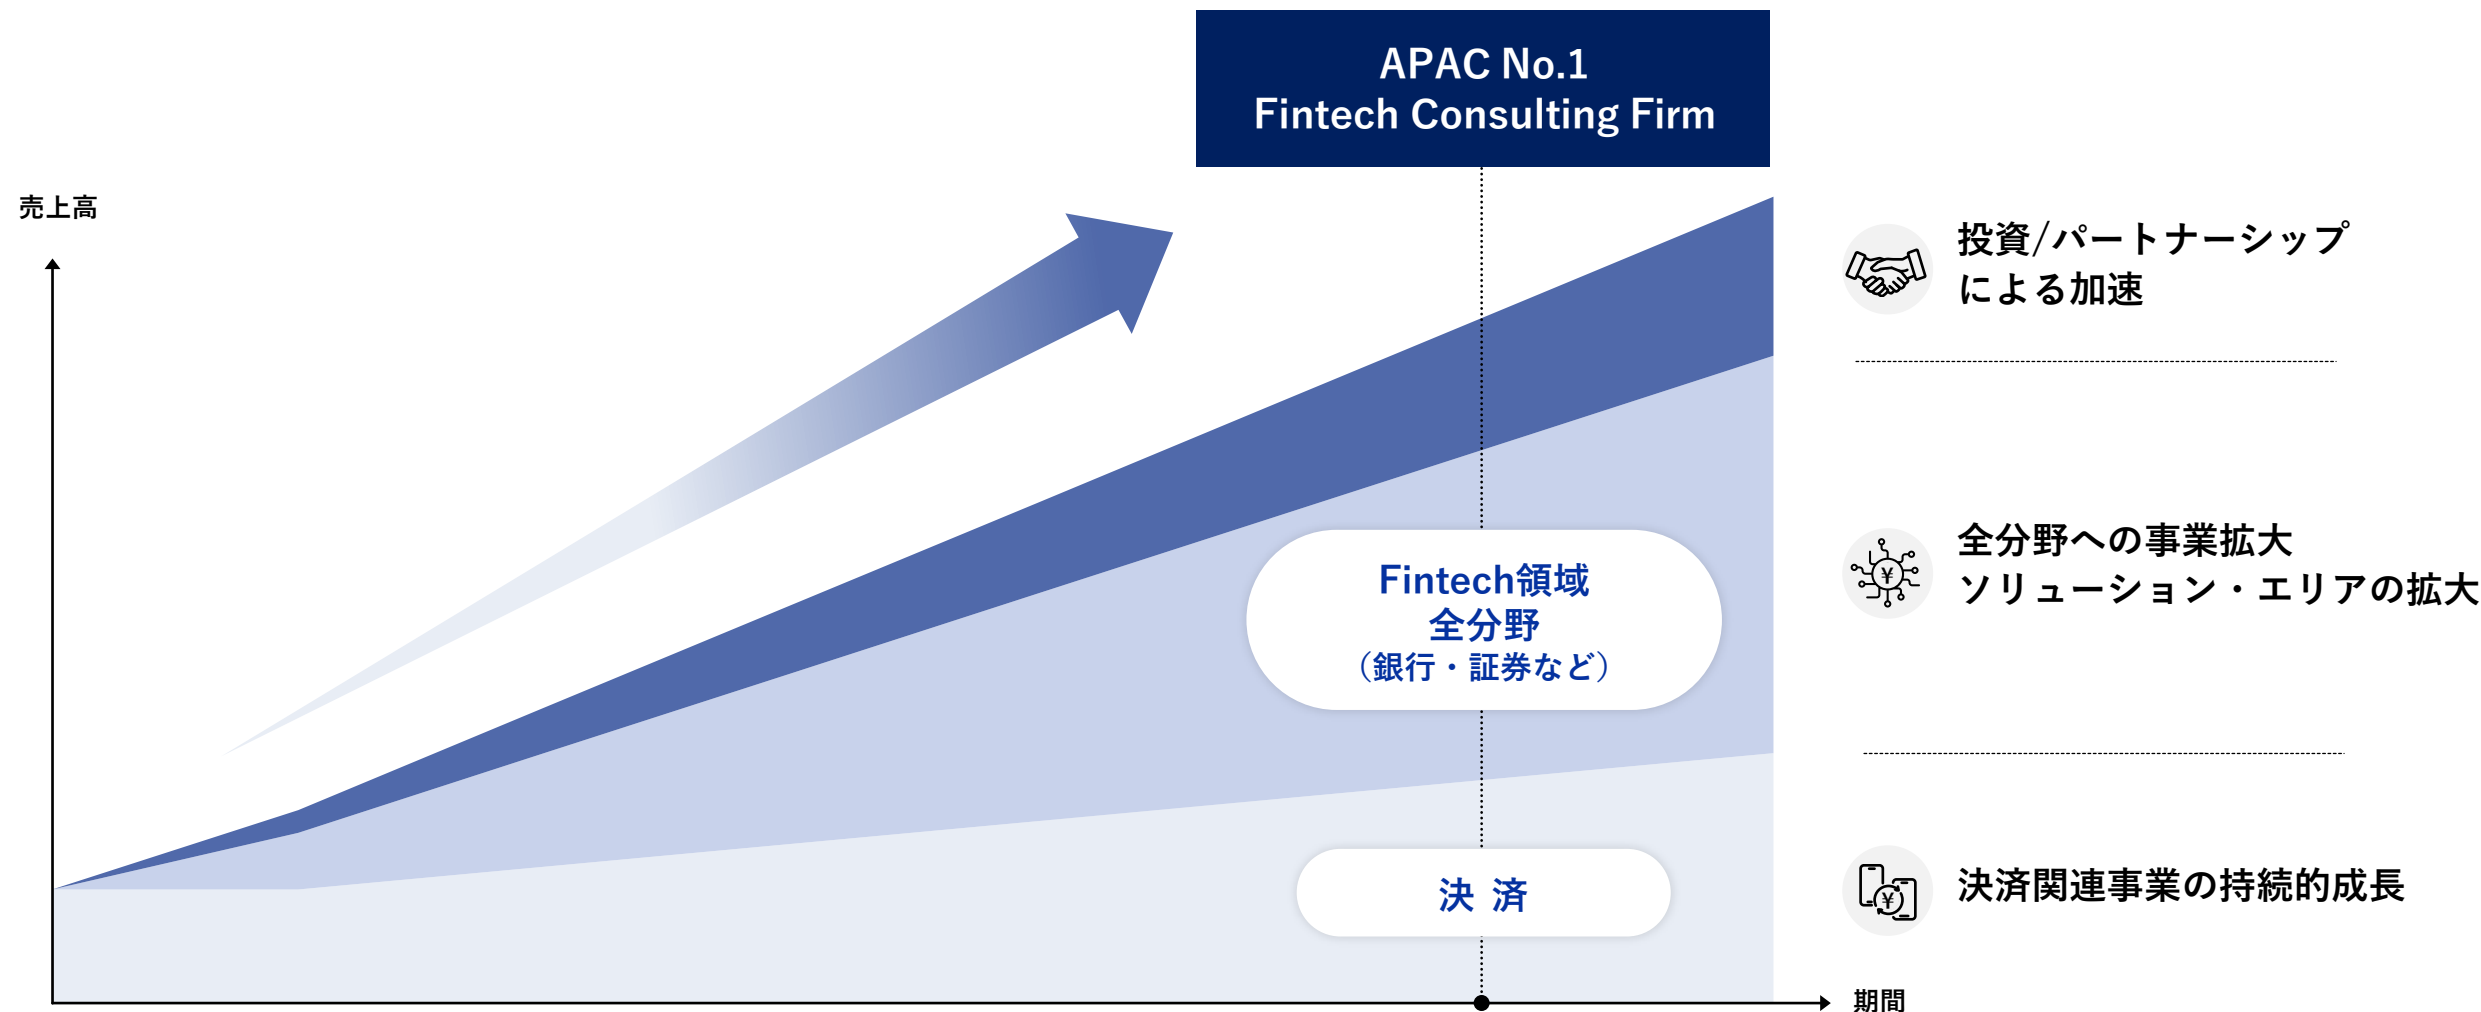 APAC No.1
Fintech Consulting Firm
売上高
投資/パートナーシップ
による加速
全分野への事業拡大
ソリューション・エリアの拡大
¥
Fintech領域
全分野
（銀行・証券など）
決済
決済関連事業の持続的成長
¥
期間